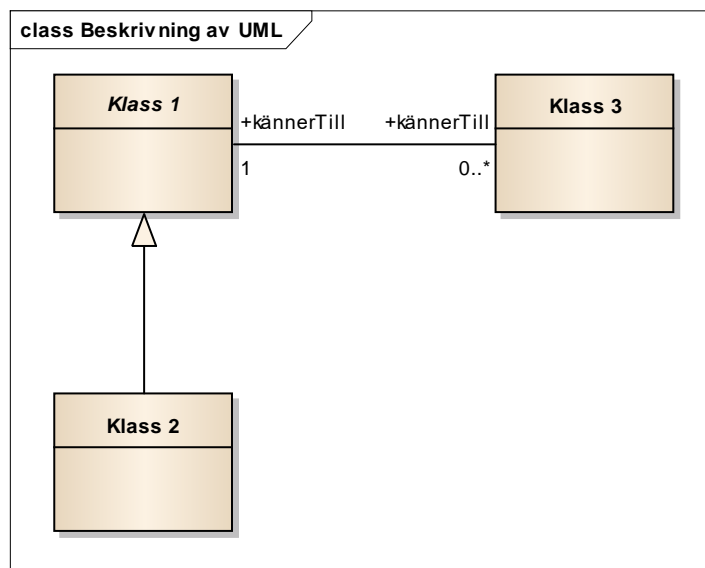 class Beskrivning av UML
Klass 1
+kännerTill
+kännerTill
Klass 3
1
0..*
Klass 2